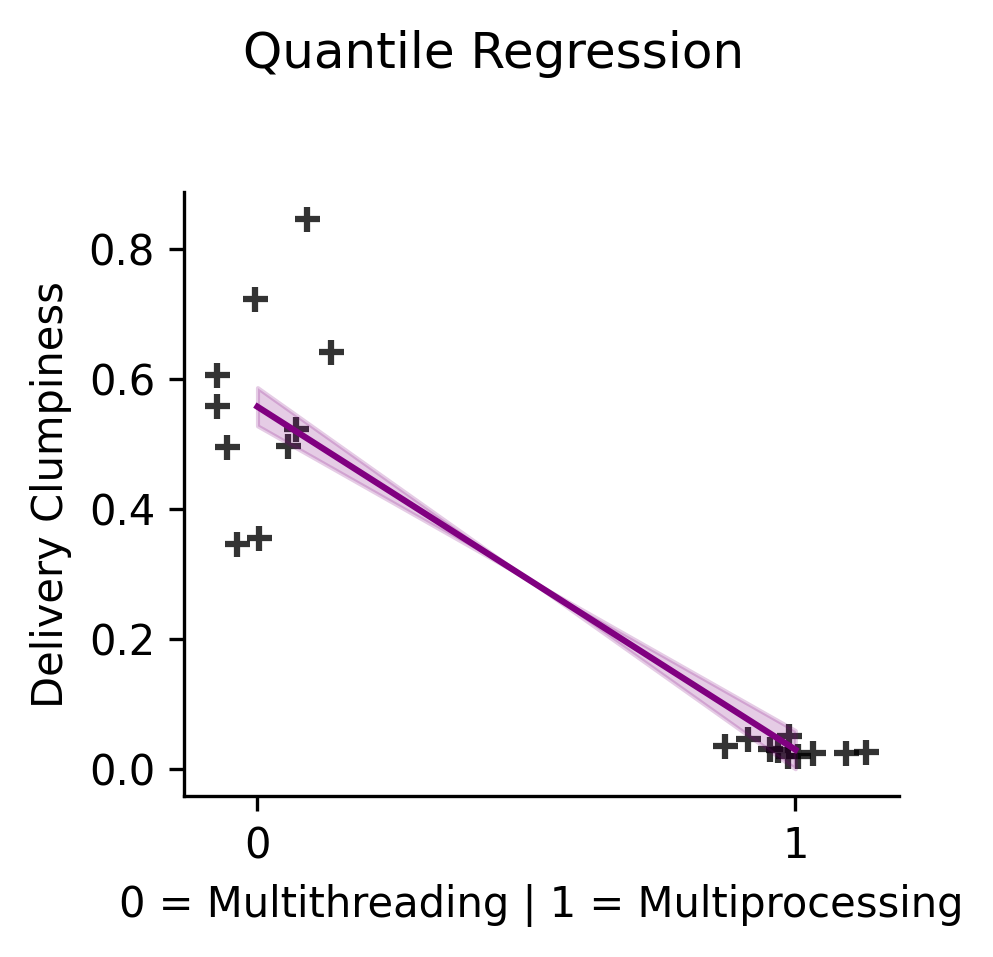 Quantile Regression
Delivery Clumpiness
0.8
0.6
0.4
0.2
0.0
0 1
0 = Multithreading | 1 = Multiprocessing